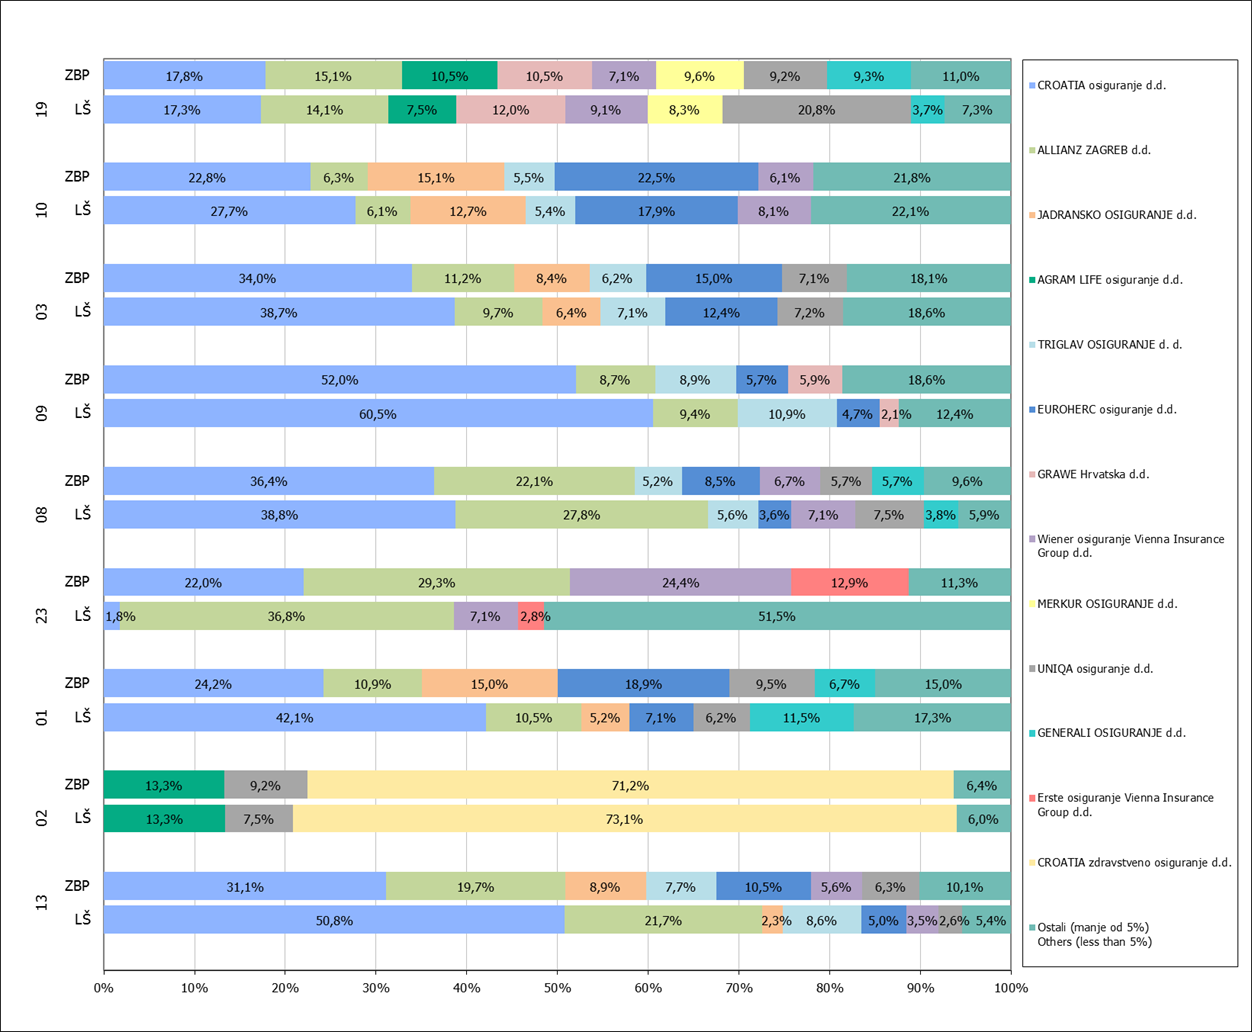 19
ZBP
17,8% 15,1% 10,5% 10,5% 7,1% 9,6% 9,2% 9,3% 11,0%
LŠ
17,3% 14,1% 7,5% 12,0% 9,1% 8,3% 20,8% 3,7% 7,3%
10
ZBP
22,8% 6,3% 15,1% 5,5% 22,5% 6,1% 21,8%
LŠ
27,7% 6,1% 12,7% 5,4% 17,9% 8,1% 22,1%
03
ZBP
34,0% 11,2% 8,4% 6,2% 15,0% 7,1% 18,1%
LŠ
38,7% 9,7% 6,4% 7,1% 12,4% 7,2% 18,6%
09
ZBP
52,0% 8,7% 8,9% 5,7% 5,9% 18,6%
LŠ
60,5% 9,4% 10,9% 4,7% 2,1% 12,4%
08
ZBP
36,4% 22,1% 5,2% 8,5% 6,7% 5,7% 5,7% 9,6%
LŠ
38,8% 27,8% 5,6% 3,6% 7,1% 7,5% 3,8% 5,9%
23
ZBP
22,0% 29,3% 24,4% 12,9% 11,3%
LŠ
1,8% 36,8% 7,1% 2,8% 51,5%
01
ZBP
24,2% 10,9% 15,0% 18,9% 9,5% 6,7% 15,0%
LŠ
42,1% 10,5% 5,2% 7,1% 6,2% 11,5% 17,3%
02
ZBP
13,3% 9,2% 71,2% 6,4%
LŠ
13,3% 7,5% 73,1% 6,0%
13
ZBP
31,1% 19,7% 8,9% 7,7% 10,5% 5,6% 6,3% 10,1%
LŠ
50,8% 21,7% 2,3% 8,6% 5,0% 3,5% 2,6% 5,4%
0% 10% 20% 30% 40% 50% 60% 70% 80% 90% 100%
CROATIA osiguranje d.d.
ALLIANZ ZAGREB d.d.
JADRANSKO OSIGURANJE d.d.
AGRAM LIFE osiguranje d.d.
TRIGLAV OSIGURANJE d. d.
EUROHERC osiguranje d.d.
GRAWE Hrvatska d.d.
Wiener osiguranje Vienna Insurance
Group d.d.
MERKUR OSIGURANJE d.d.
UNIQA osiguranje d.d.
GENERALI OSIGURANJE d.d.
Erste osiguranje Vienna Insurance
Group d.d.
CROATIA zdravstveno osiguranje d.d.
Ostali (manje od 5%)
Others (less than 5%)